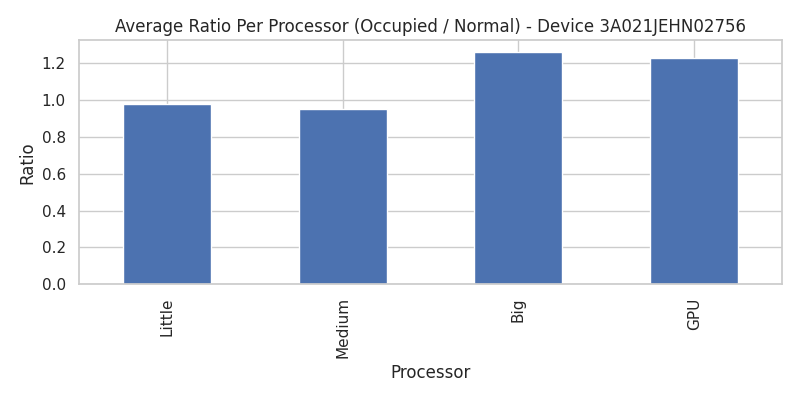 Average Ratio Per Processor (Occupied / Normal) - Device 3A021JEHN02756
1.2
1.0
0.8
0.6
0.4
0.2
0.0
Ratio
Little
Medium
Big
GPU
Processor